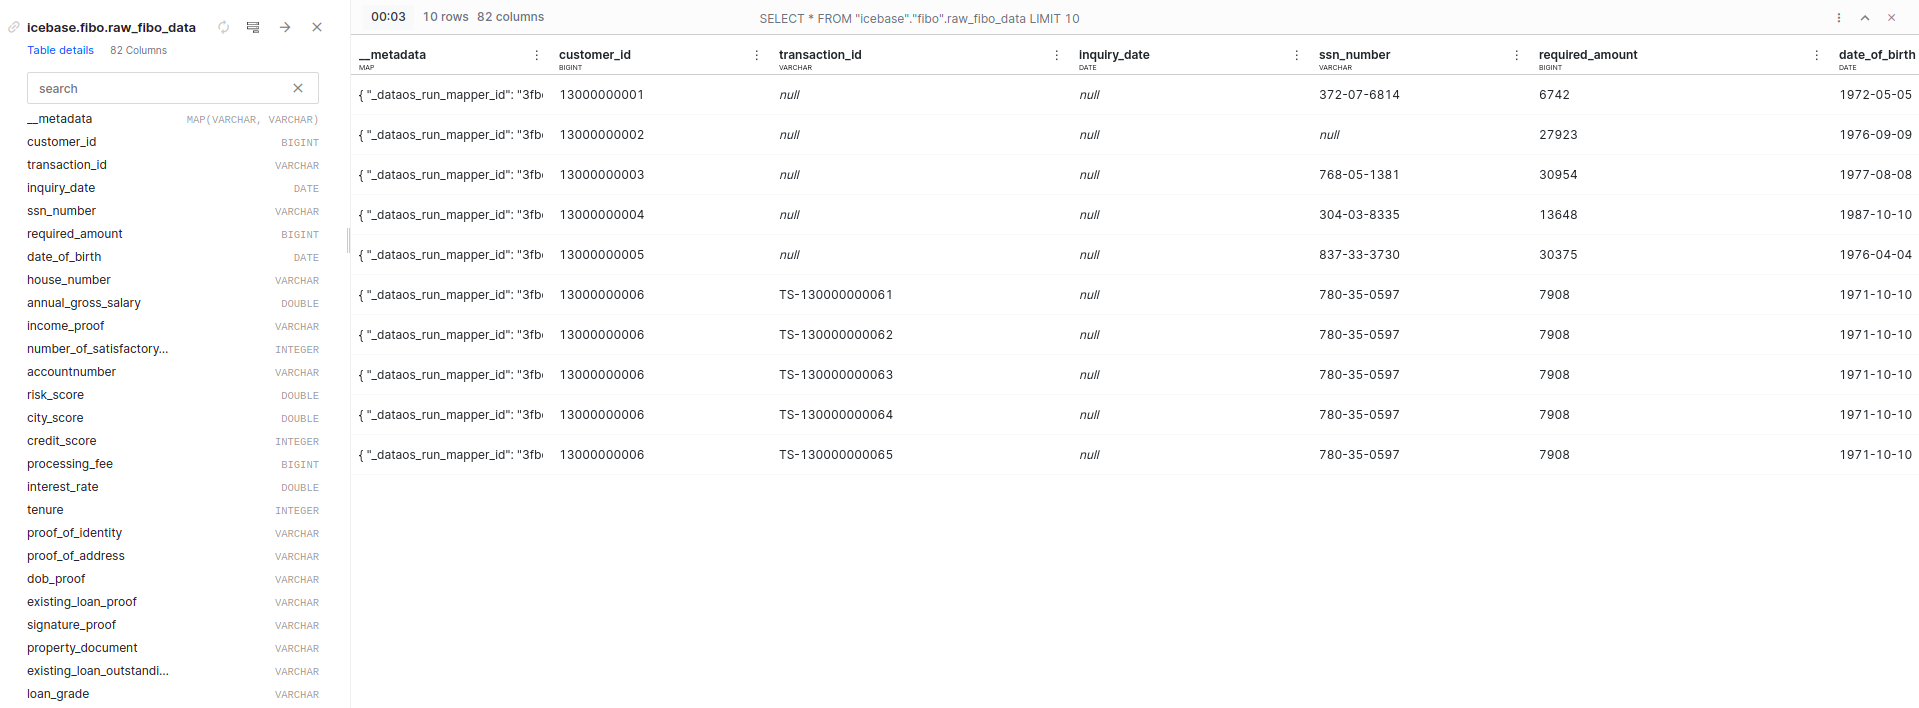 icebase.fibo.raw_fibo_data
Table details 82 Columns
search
__metadata MAP(VARCHAR, VARCHAR)
customer_id BIGINT
transaction_id VARCHAR
inquiry_date DATE
ssn_number VARCHAR
required_amount BIGINT
date_of_birth DATE
house_number VARCHAR
annual_gross_salary DOUBLE
income_proof VARCHAR
number_of_satisfactory... INTEGER
accountnumber VARCHAR
risk_score DOUBLE
city_score DOUBLE
credit_score INTEGER
processing_fee BIGINT
interest_rate DOUBLE
tenure INTEGER
proof_of_identity VARCHAR
proof_of_address VARCHAR
dob_proof VARCHAR
existing_loan_proof VARCHAR
signature_proof VARCHAR
property_document VARCHAR
existing_loan_outstandi... VARCHAR
loan_grade VARCHAR
00:03 10 rows 82 columns SELECT * FROM "icebase"."fibo".raw_fibo_data LIMIT 10
__metadata customer_id transaction_id inquiry_date ssn_number required_amount date_of_birth
MAP BIGINT VARCHAR DATE VARCHAR BIGINT DATE
{ "_dataos_run_mapper_id": "3fb 13000000001 null null 372-07-6814 6742 1972-05-05
{ "_dataos_run_mapper_id": "3fb 13000000002 null null null 27923 1976-09-09
{ "_dataos_run_mapper_id": "3fb 13000000003 null null 768-05-1381 30954 1977-08-08
{ "_dataos_run_mapper_id": "3fb 13000000004 null null 304-03-8335 13648 1987-10-10
{ "_dataos_run_mapper_id": "3fb 13000000005 null null 837-33-3730 30375 1976-04-04
{ "_dataos_run_mapper_id": "3fb 13000000006 TS-130000000061 null 780-35-0597 7908 1971-10-10
{ "_dataos_run_mapper_id": "3fb 13000000006 TS-130000000062 null 780-35-0597 7908 1971-10-10
{ "_dataos_run_mapper_id": "3fb 13000000006 TS-130000000063 null 780-35-0597 7908 1971-10-10
{ "_dataos_run_mapper_id": "3fb 13000000006 TS-130000000064 null 780-35-0597 7908 1971-10-10
{ "_dataos_run_mapper_id": "3fb 13000000006 TS-130000000065 null 780-35-0597 7908 1971-10-10